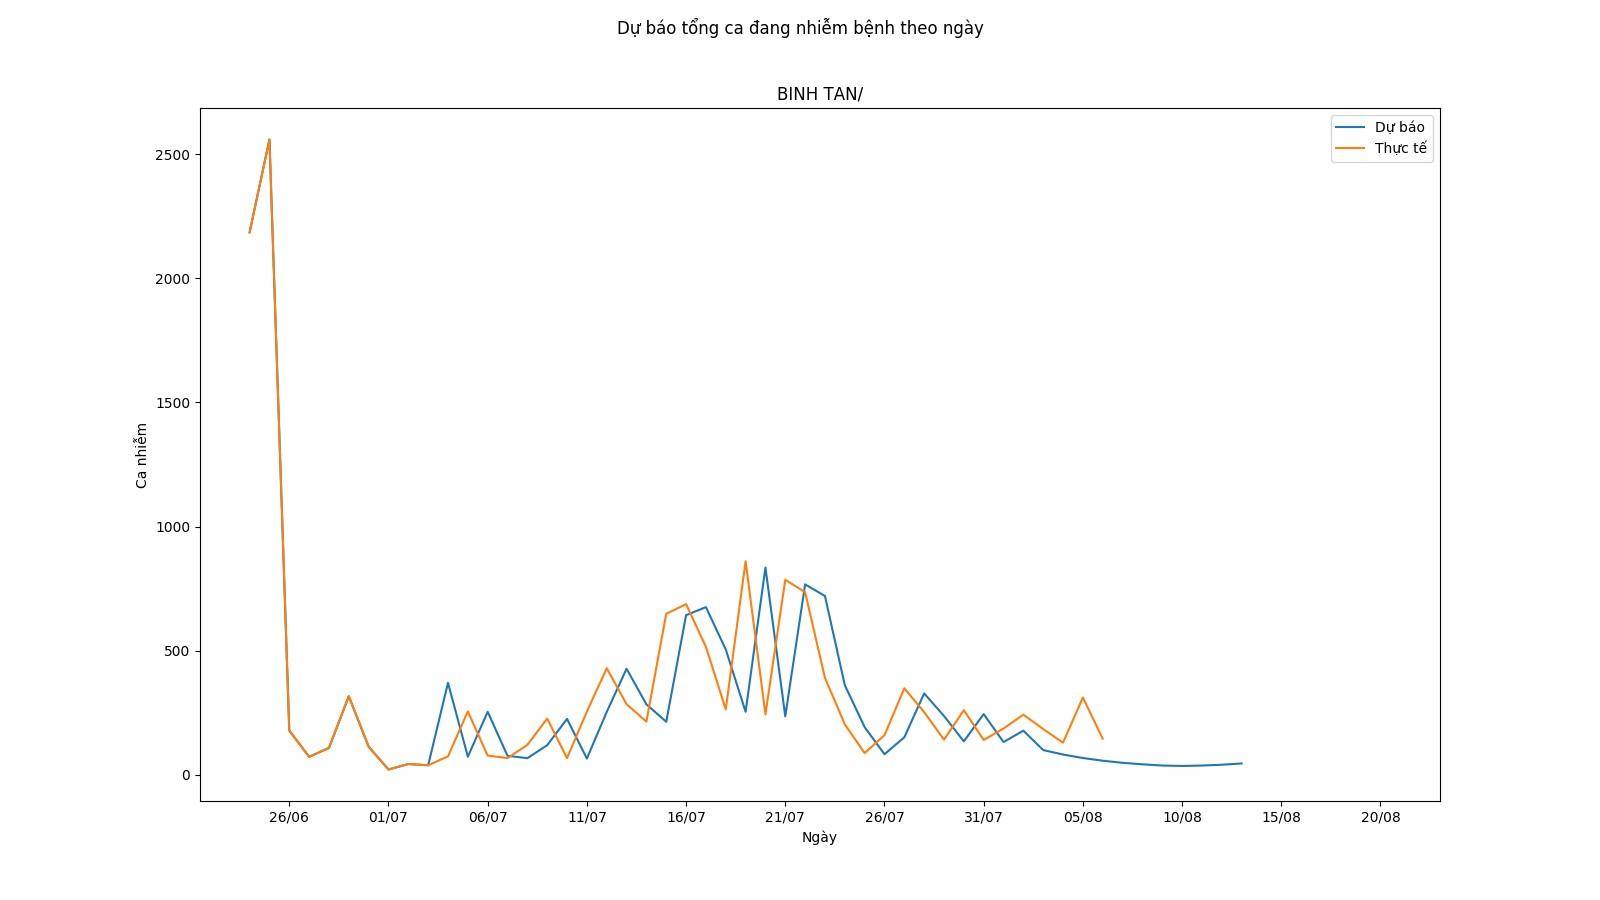 Dự báo tổng ca đang nhiễm bệnh theo ngày
BINH TAN/
Dự báo
Thực tế
2500
2000
1500
1000
500
0
Ca nhiễm
26/06 01/07 06/07 11/07 16/07 21/07 26/07 31/07 05/08 10/08 15/08 20/08
Ngày